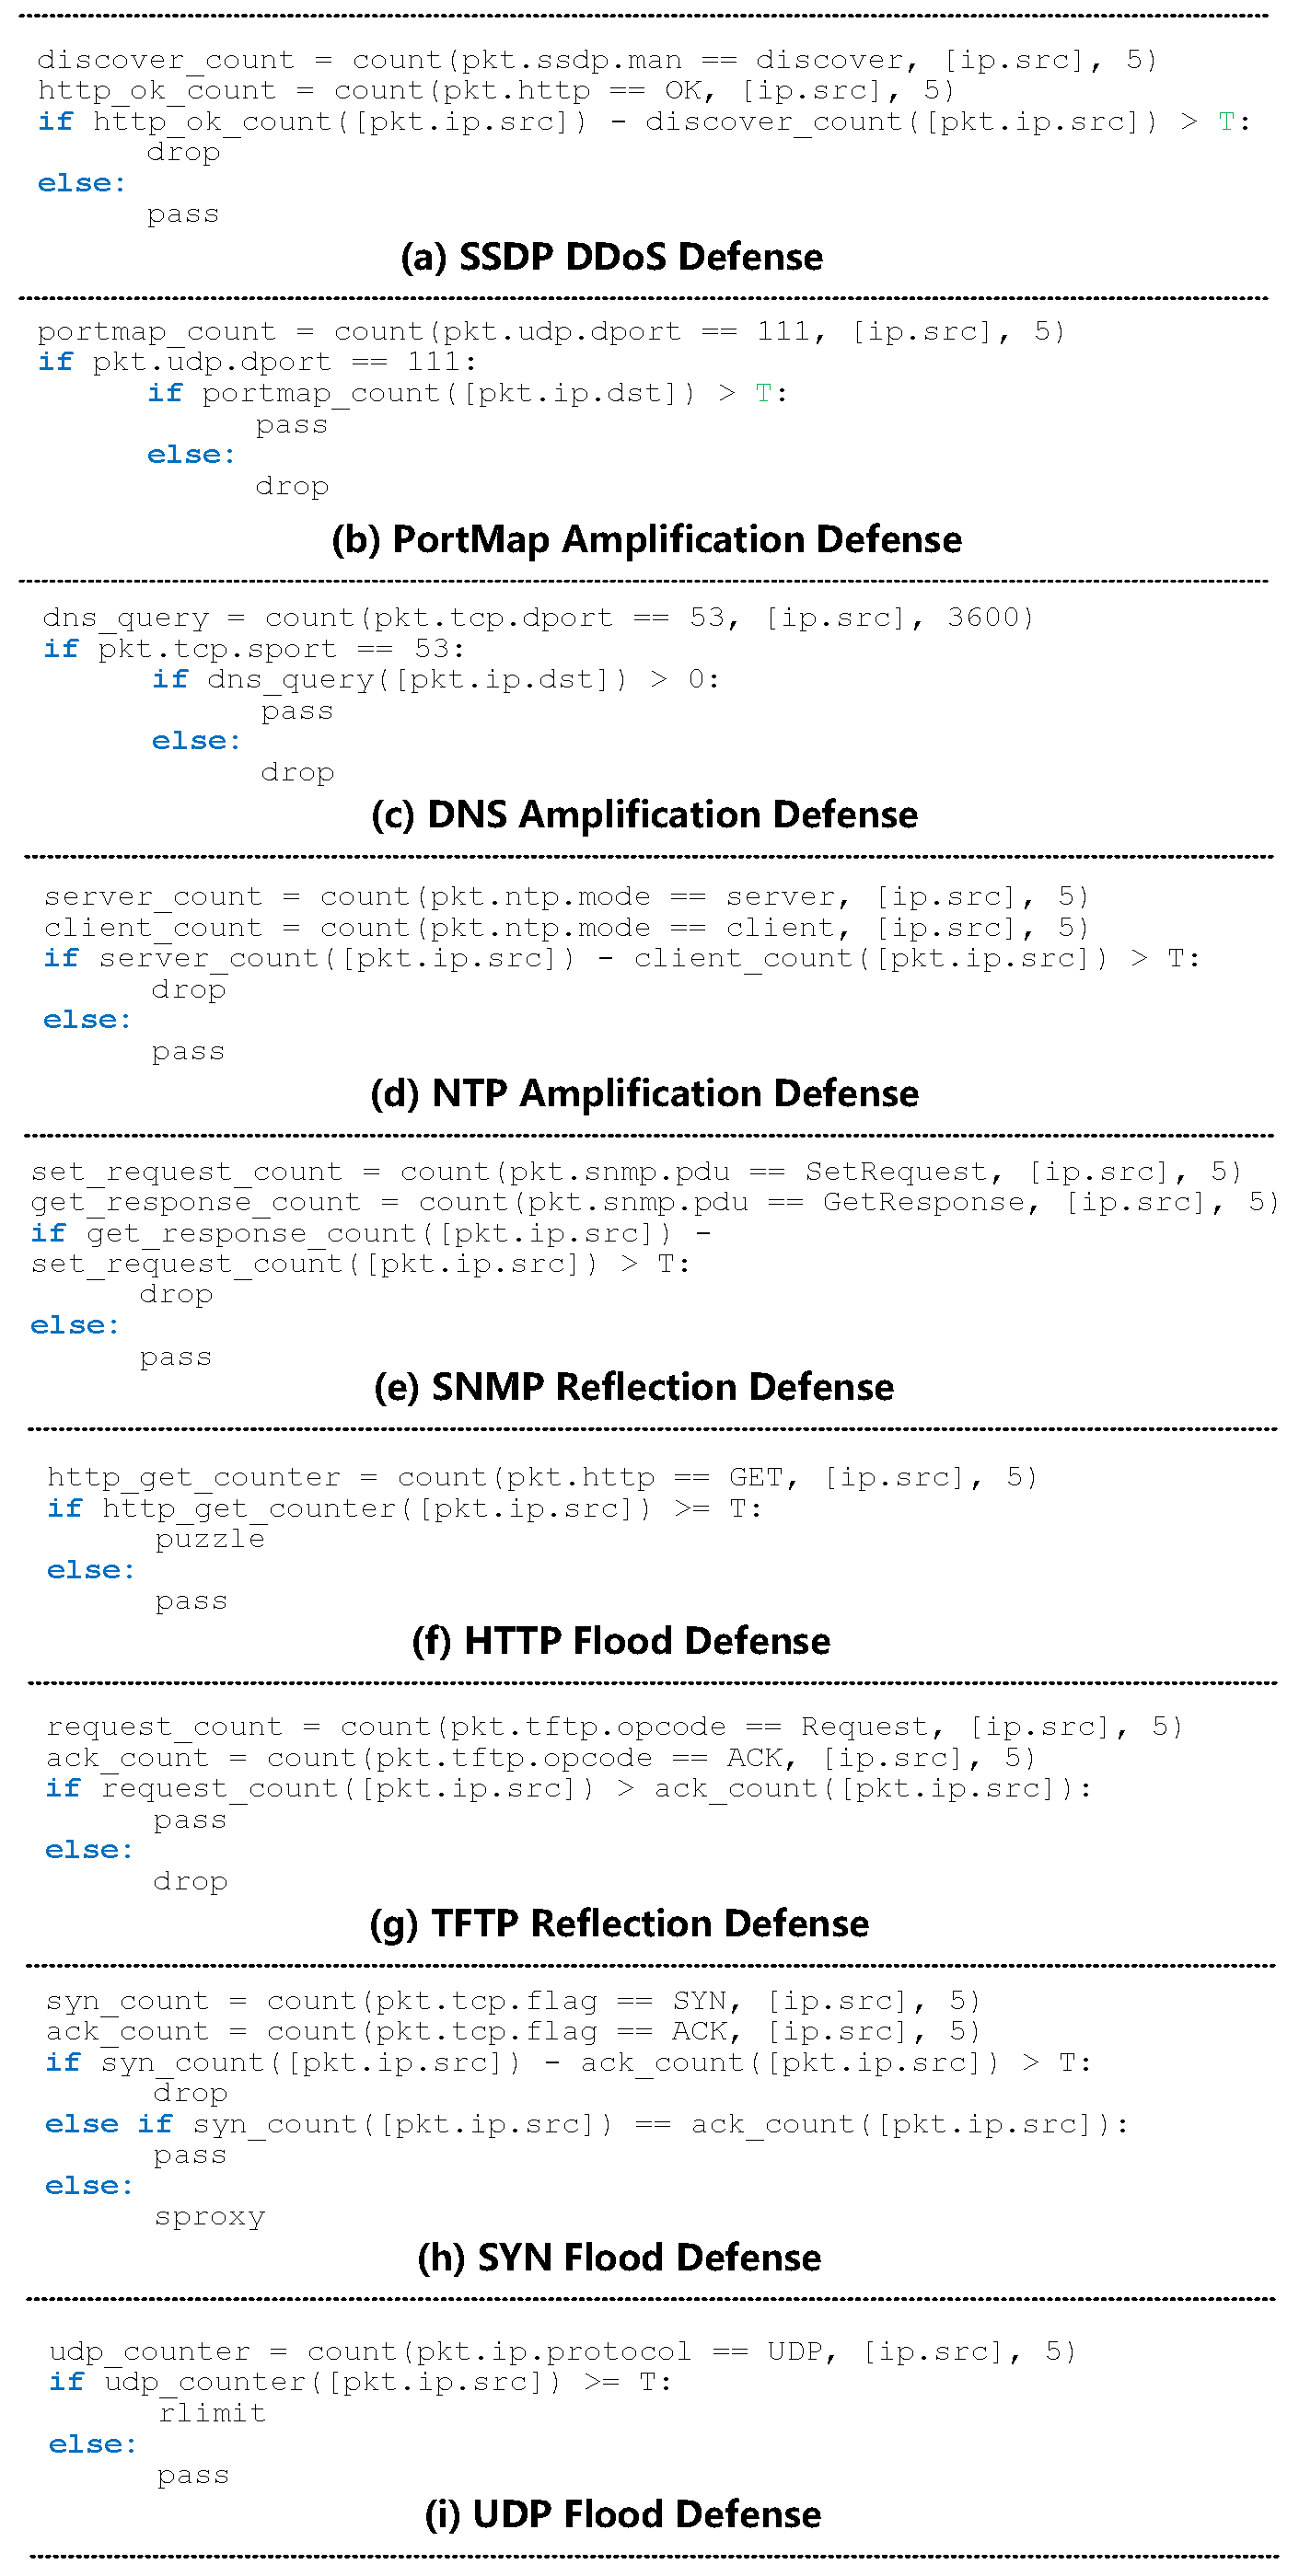 discover_count = count(pkt.ssdp.man == discover, [ip.src], 5)
http_ok_count = count(pkt.http == OK, [ip.src], 5)
if http_ok_count([pkt.ip.src]) - discover_count([pkt.ip.src]) > T:
drop
else:
pass
(a) SSDP DDoS Defense
portmap_count = count(pkt.udp.dport == 111, [ip.src], 5)
if pkt.udp.dport == 111:
if portmap_count([pkt.ip.dst]) > T:
pass
else:
drop
(b) PortMap Amplification Defense
dns_query = count(pkt.tcp.dport == 53, [ip.src], 3600)
if pkt.tcp.sport == 53:
if dns_query([pkt.ip.dst]) > 0:
pass
else:
drop
(c) DNS Amplification Defense
server_count = count(pkt.ntp.mode == server, [ip.src], 5)
client_count = count(pkt.ntp.mode == client, [ip.src], 5)
if server_count([pkt.ip.src]) - client_count([pkt.ip.src]) > T:
drop
else:
pass
(d) NTP Amplification Defense
set_request_count = count(pkt.snmp.pdu == SetRequest, [ip.src], 5)
get_response_count = count(pkt.snmp.pdu == GetResponse, [ip.src], 5)
if get_response_count([pkt.ip.src]) -
set_request_count([pkt.ip.src]) > T:
drop
else:
pass
(e) SNMP Reflection Defense
http_get_counter = count(pkt.http == GET, [ip.src], 5)
if http_get_counter([pkt.ip.src]) >= T:
puzzle
else:
pass
(f) HTTP Flood Defense
request_count = count(pkt.tftp.opcode == Request, [ip.src], 5)
ack_count = count(pkt.tftp.opcode == ACK, [ip.src], 5)
if request_count([pkt.ip.src]) > ack_count([pkt.ip.src]):
pass
else:
drop
(g) TFTP Reflection Defense
syn_count = count(pkt.tcp.flag == SYN, [ip.src], 5)
ack_count = count(pkt.tcp.flag == ACK, [ip.src], 5)
if syn_count([pkt.ip.src]) - ack_count([pkt.ip.src]) > T:
drop
else if syn_count([pkt.ip.src]) == ack_count([pkt.ip.src]):
pass
else:
sproxy
(h) SYN Flood Defense
udp_counter = count(pkt.ip.protocol == UDP, [ip.src], 5)
if udp_counter([pkt.ip.src]) >= T:
rlimit
else:
pass
(i) UDP Flood Defense